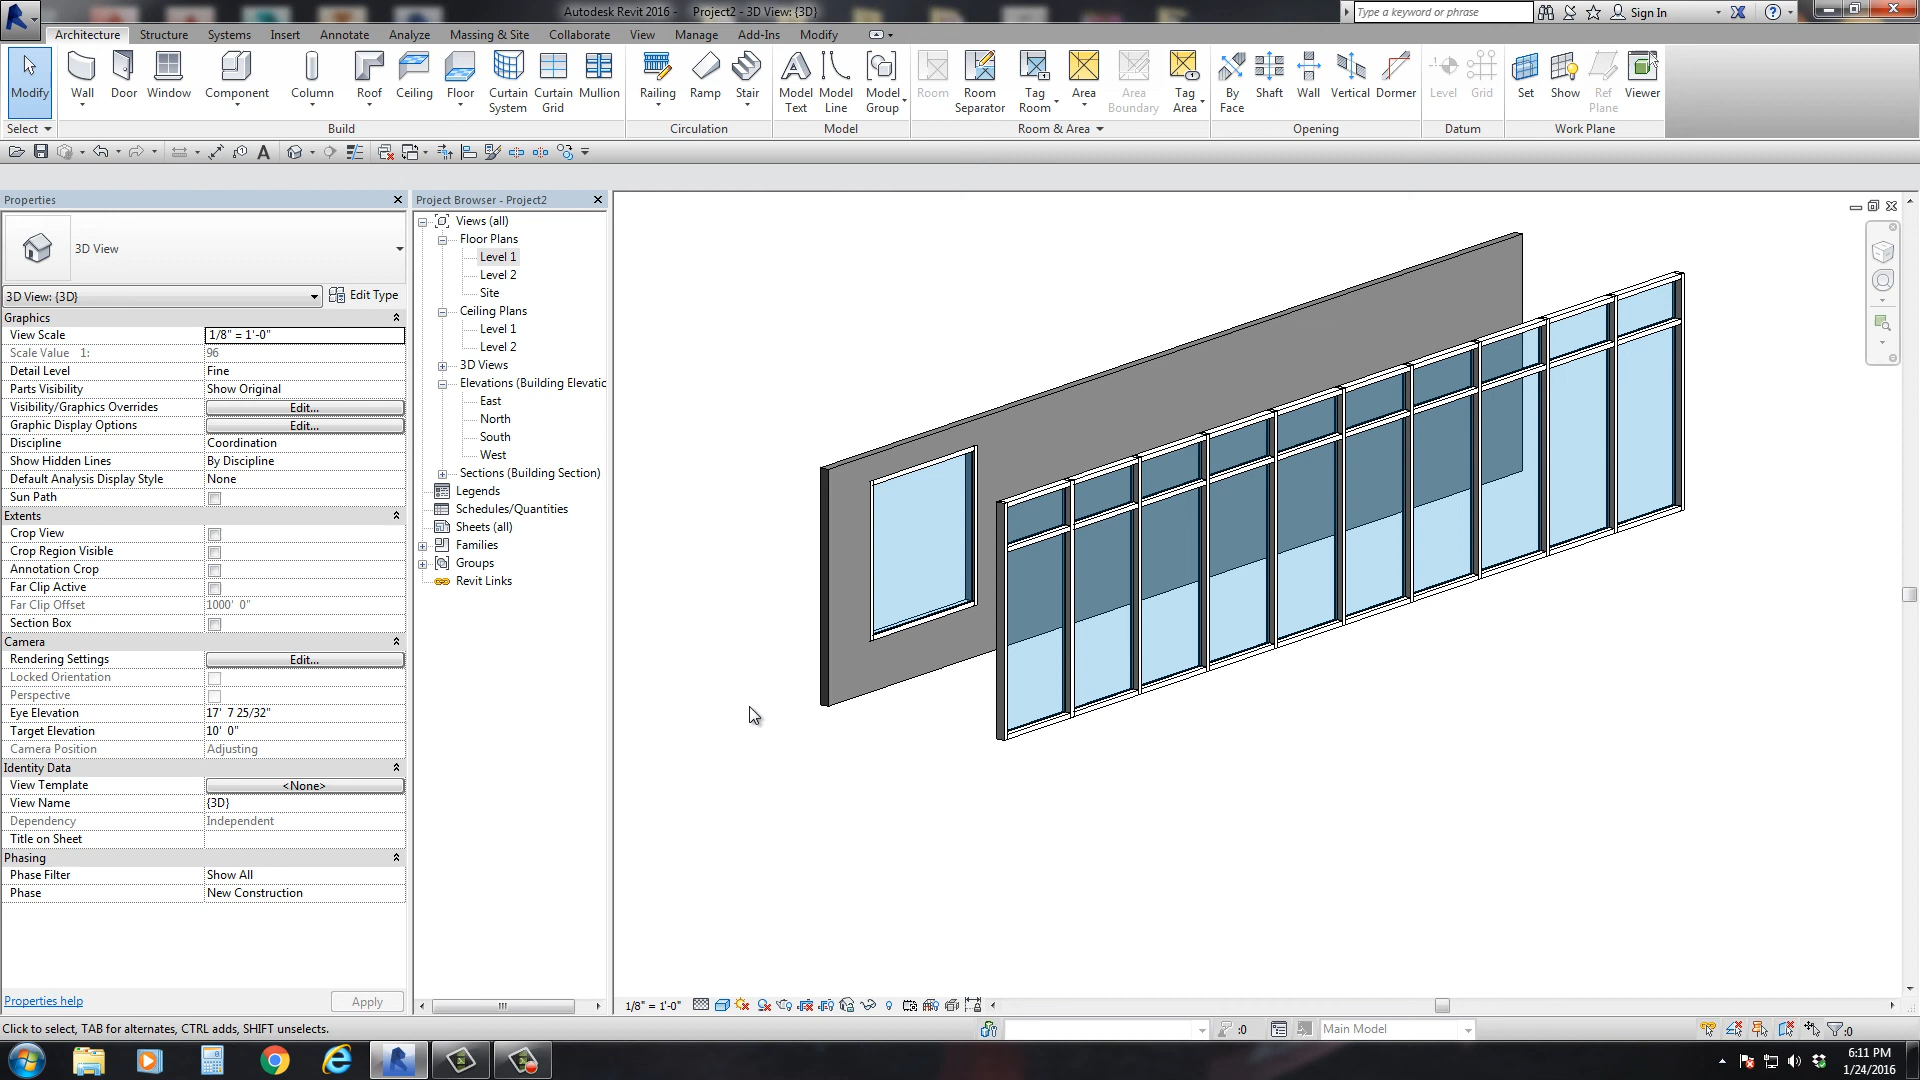 Autodesk Revit 2016 -    Project2 - 3D View: {3D}
Type a keyword or phrase
Sign In
Architecture Structure Systems Insert Annotate Analyze Massing & Site Collaborate View Manage Add-Ins Modify
Modify Wall Door Window Component Column Roof Ceiling Floor Curtain System Curtain Grid Mullion Railing Ramp Stair Model Text Model Line Model Group Room Room Separator Tag Room Area Area Boundary Tag Area By Face Shaft Wall Vertical Dormer Level Grid Set Show Ref Plane Viewer
Select Build Circulation Model Room & Area Opening Datum Work Plane
Properties
3D View
3D View: {3D}
Edit Type
Graphics
View Scale 1/8" = 1'-0"
Scale Value 1: 96
Detail Level Fine
Parts Visibility Show Original
Visibility/Graphics Overrides Edit...
Graphic Display Options Edit...
Discipline Coordination
Show Hidden Lines By Discipline
Default Analysis Display Style None
Sun Path
Extents
Crop View
Crop Region Visible
Annotation Crop
Far Clip Active
Far Clip Offset 1000' 0"
Section Box
Camera
Rendering Settings Edit...
Locked Orientation
Perspective
Eye Elevation 17' 7 25/32"
Target Elevation 10' 0"
Camera Position Adjusting
Identity Data
View Template <None>
View Name {3D}
Dependency Independent
Title on Sheet
Phasing
Phase Filter Show All
Phase New Construction
Properties help
Apply
Project Browser - Project2
Views (all)
Floor Plans
Level 1
Level 2
Site
Ceiling Plans
Level 1
Level 2
3D Views
Elevations (Building Elevatic
East
North
South
West
Sections (Building Section)
Legends
Schedules/Quantities
Sheets (all)
Families
Groups
Revit Links
1/8" = 1'-0"
Click to select, TAB for alternates, CTRL adds, SHIFT unselects.
:0
Main Model
:0
6:11 PM
1/24/2016